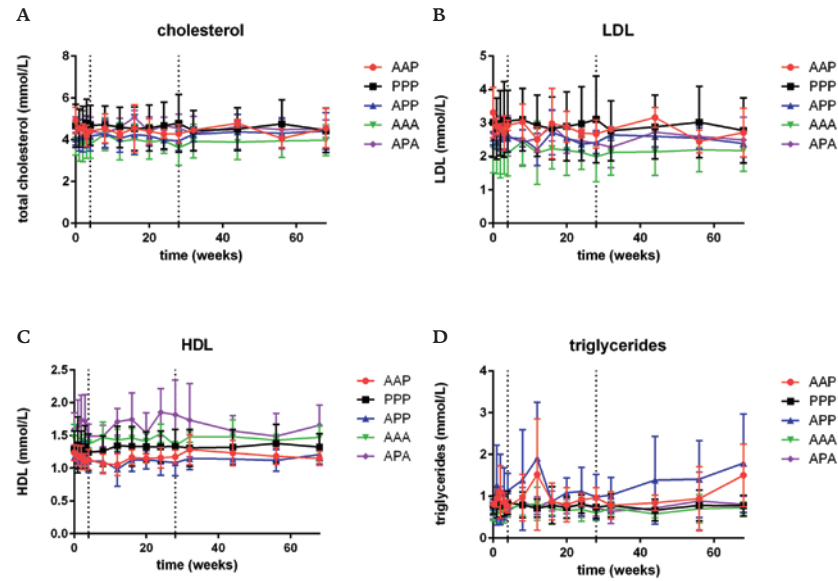 A
cholesterol
total cholesterol (mmol/L)
8
6
4
2
0
0 20 40 60
time (weeks)
AAP
PPP
APP
AAA
APA
B
LDL
LDL (mmol/L)
5
4
3
2
1
0
0 20 40 60
time (weeks)
AAP
PPP
APP
AAA
APA
C
HDL
HDL (mmol/L)
2.5
2.0
1.5
1.0
0.5
0.0
0 20 40 60
time (weeks)
AAP
PPP
APP
AAA
APA
D
triglycerides
triglycerides (mmol/L)
4
3
2
1
0
0 20 40 60
time (weeks)
AAP
PPP
APP
AAA
APA